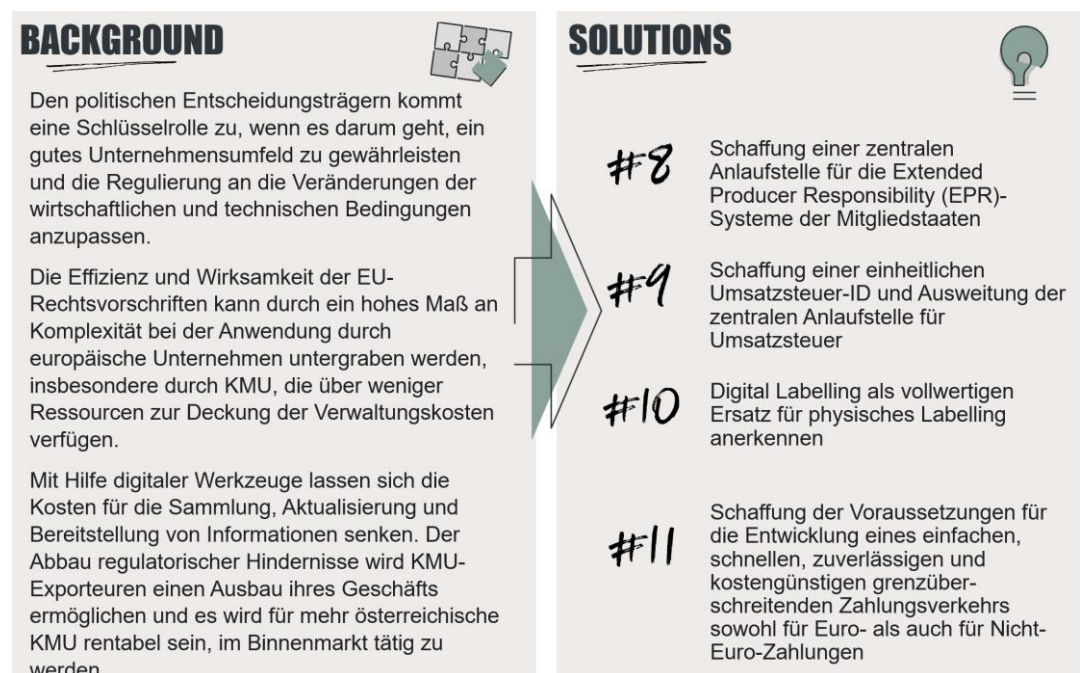 BACKGROUND
Den politischen Entscheidungsträgern kommt
eine Schlüsselrolle zu, wenn es darum geht, ein
gutes Unternehmensumfeld zu gewährleisten
und die Regulierung an die Veränderungen der
wirtschaftlichen und technischen Bedingungen
anzupassen.
Die Effizienz und Wirksamkeit der EU-
Rechtsvorschriften kann durch ein hohes Maß an
Komplexität bei der Anwendung durch
europäische Unternehmen untergraben werden,
insbesondere durch KMU, die über weniger
Ressourcen zur Deckung der Verwaltungskosten
verfügen.
Mit Hilfe digitaler Werkzeuge lassen sich die
Kosten für die Sammlung, Aktualisierung und
Bereitstellung von Informationen senken. Der
Abbau regulatorischer Hindernisse wird KMU-
Exporteuren einen Ausbau ihres Geschäfts
ermöglichen und es wird für mehr österreichische
KMU rentabel sein, im Binnenmarkt tätig zu
werden
SOLUTIONS
#8
Schaffung einer zentralen
Anlaufstelle für die Extended
Producer Responsibility (EPR)-
Systeme der Mitgliedstaaten
#9
Schaffung einer einheitlichen
Umsatzsteuer-ID und Ausweitung der
zentralen Anlaufstelle für
Umsatzsteuer
#10
Digital Labelling als vollwertigen
Ersatz für physisches Labelling
anerkennen
#11
Schaffung der Voraussetzungen für
die Entwicklung eines einfachen,
schnellen, zuverlässigen und
kostengünstigen grenzüber-
schreitenden Zahlungsverkehrs
sowohl für Euro- als auch für Nicht-
Euro-Zahlungen